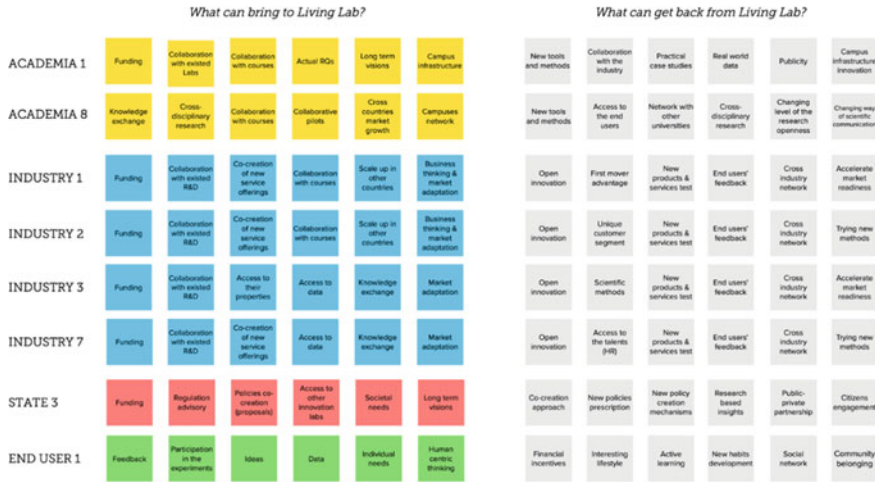 What can bring to Living Lab?
What can get back from Living Lab?
ACADEMIA 1
Funding
Collaboration
with existed
Labs
Collaboration
with courses
Actual RQs
Long term
visions
Campus
infrastructure
New tools
and methods
Collaboration
with the
industry
Practical
case studies
Real world
data
Publicity
Campus
infrastructure
innovation
ACADEMIA 8
Knowledge
exchange
Cross-
disciplinary
research
Collaboration
with courses
Collaborative
pilots
Cross
countries
market
growth
Campuses
network
New tools
and methods
Access to
the end
users
Network with
other
universities
Cross-
disciplinary
research
Changing
level of the
research
openness
Changing way
of scientific
communication
INDUSTRY 1
Funding
Collaboration
with existed
R&D
Co-creation
of new
service
offerings
Collaboration
with courses
Scale up in
other
countries
Business
thinking &
market
adaptation
Open
innovation
First mover
advantage
New
products &
services test
End users'
feedback
Cross
industry
network
Accelerate
market
readiness
INDUSTRY 2
Funding
Collaboration
with existed
R&D
Co-creation
of new
service
offerings
Collaboration
with courses
Scale up in
other
countries
Business
thinking &
market
adaptation
Open
innovation
Unique
customer
segment
New
products &
services test
End users'
feedback
Cross
industry
network
Trying new
methods
INDUSTRY 3
Funding
Collaboration
with existed
R&D
Access to
their
properties
Access to
data
Knowledge
exchange
Market
adaptation
Open
innovation
Scientific
methods
New
products &
services test
End users'
feedback
Cross
industry
network
Accelerate
market
readiness
INDUSTRY 7
Funding
Collaboration
with existed
R&D
Co-creation
of new
service
offerings
Access to
data
Knowledge
exchange
Market
adaptation
Open
innovation
Access to
the talents
(HR)
New
products &
services test
End users'
feedback
Cross
industry
network
Trying new
methods
STATE 3
Funding
Regulation
advisory
Policies co-
creation
(proposals)
Access to
other
innovation
labs
Societal
needs
Long term
visions
Co-creation
approach
New policies
prescription
New policy
creation
mechanisms
Research
based
insights
Public-
private
partnership
Citizens
engagement
END USER 1
Feedback
Participation
in the
experiments
Ideas
Data
Individual
needs
Human
centric
thinking
Financial
incentives
Interesting
lifestyle
Active
learning
New habits
development
Social
network
Community
belonging